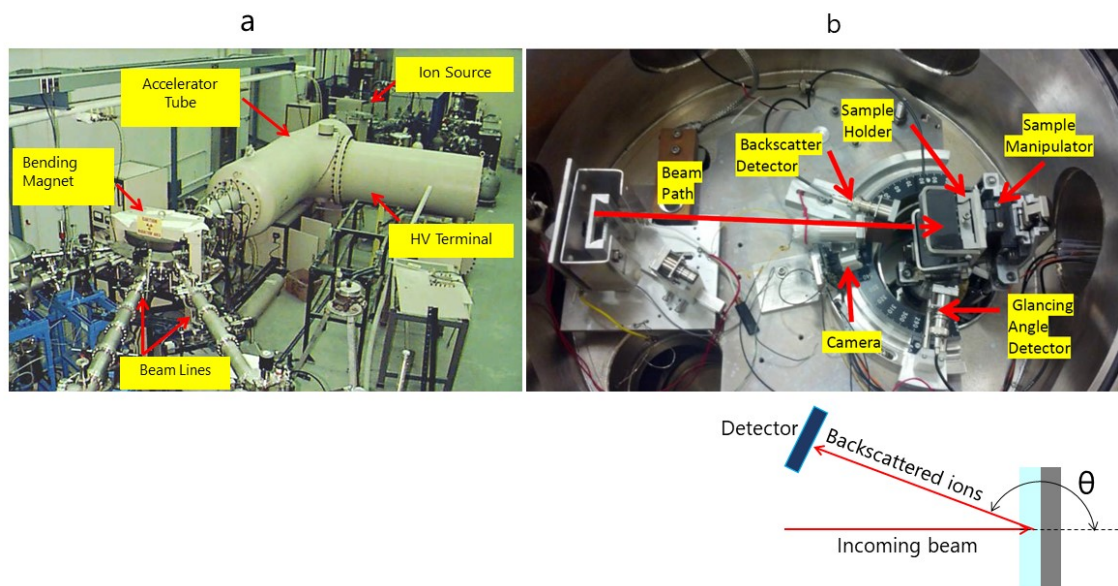 a
b
Accelerator
Tube
Ion Source
Bending
Magnet
HV Terminal
Beam Lines
Sample
Holder
Sample
Manipulator
Backscatter
Detector
Beam
Path
Camera
Glancing
Angle
Detector
Detector
Backscattered ions
θ
Incoming beam